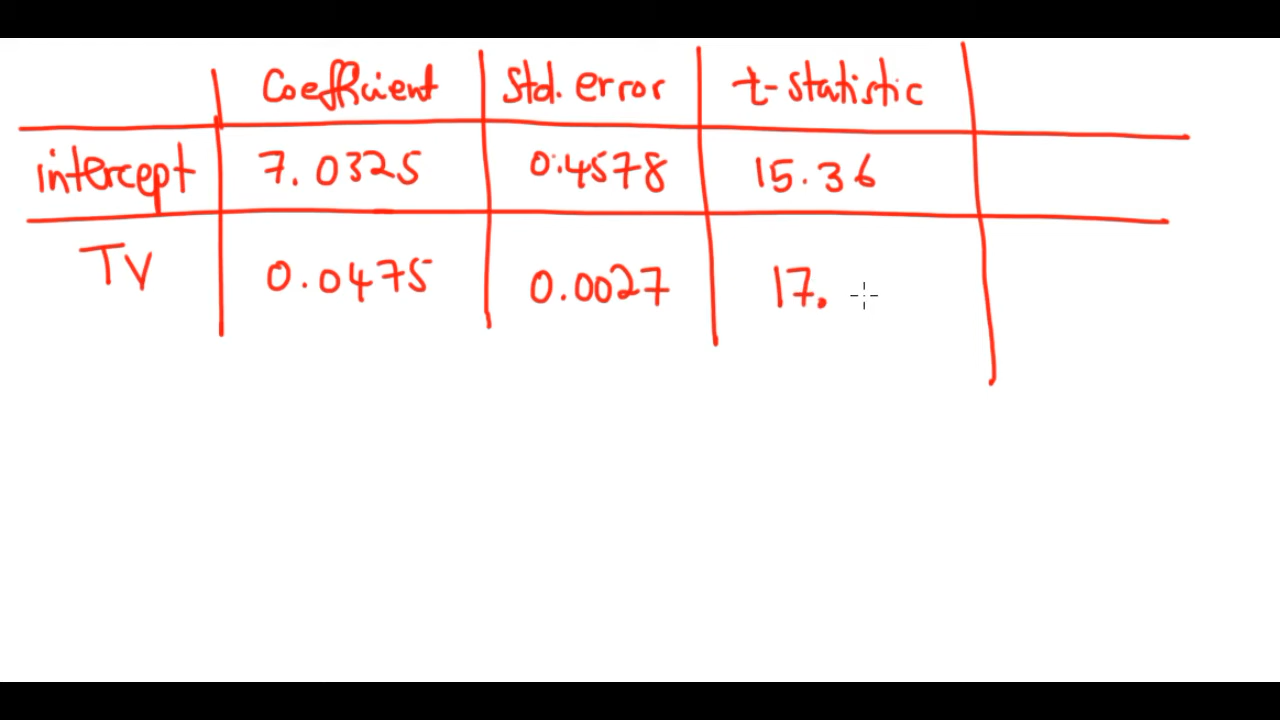 Coefficient Std. error t-statistic
intercept 7.0325 0.4578 15.36
TV 0.0475 0.0027 17.